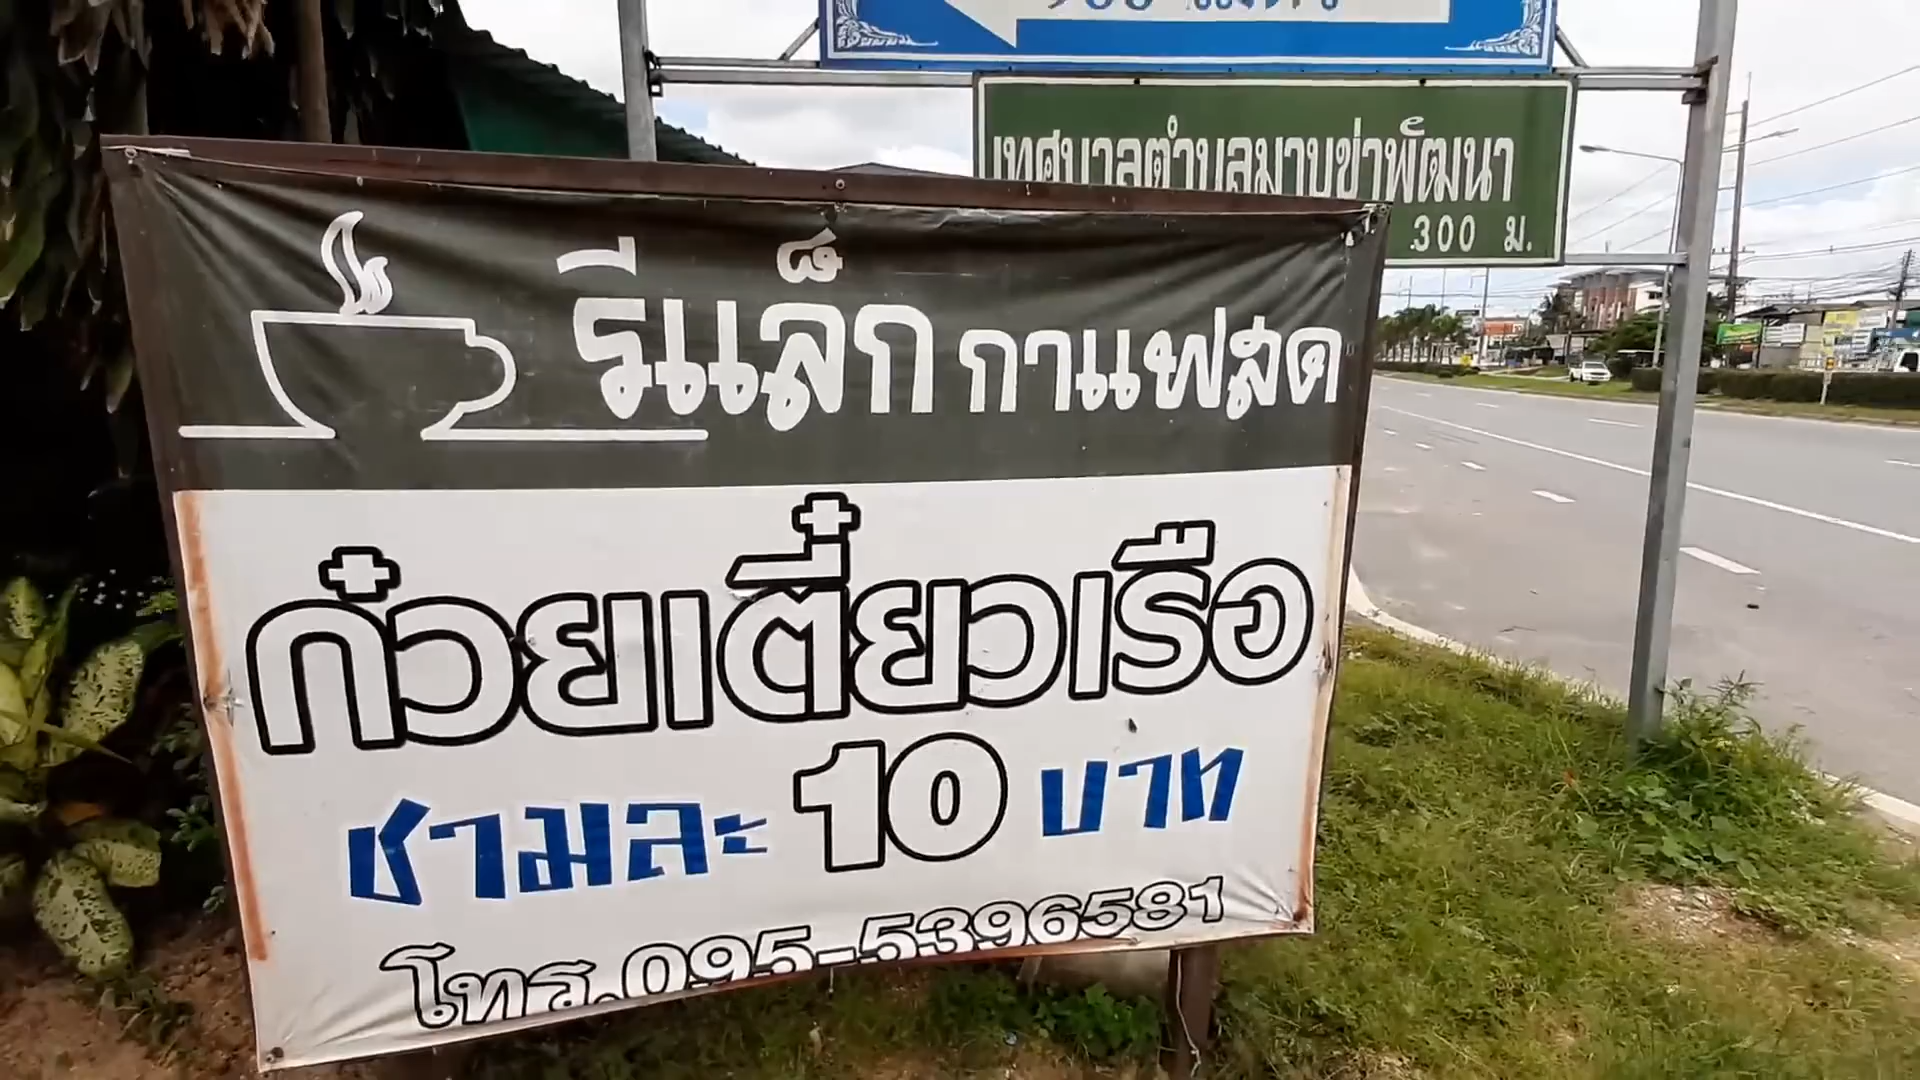 เทศบาลตำบลมาบข่าพัฒนา
300 ม.
รีแล็ก กาแฟสด
ก๋วยเตี๋ยวเรือ
ชามละ 10 บาท
โทร.095-5396581